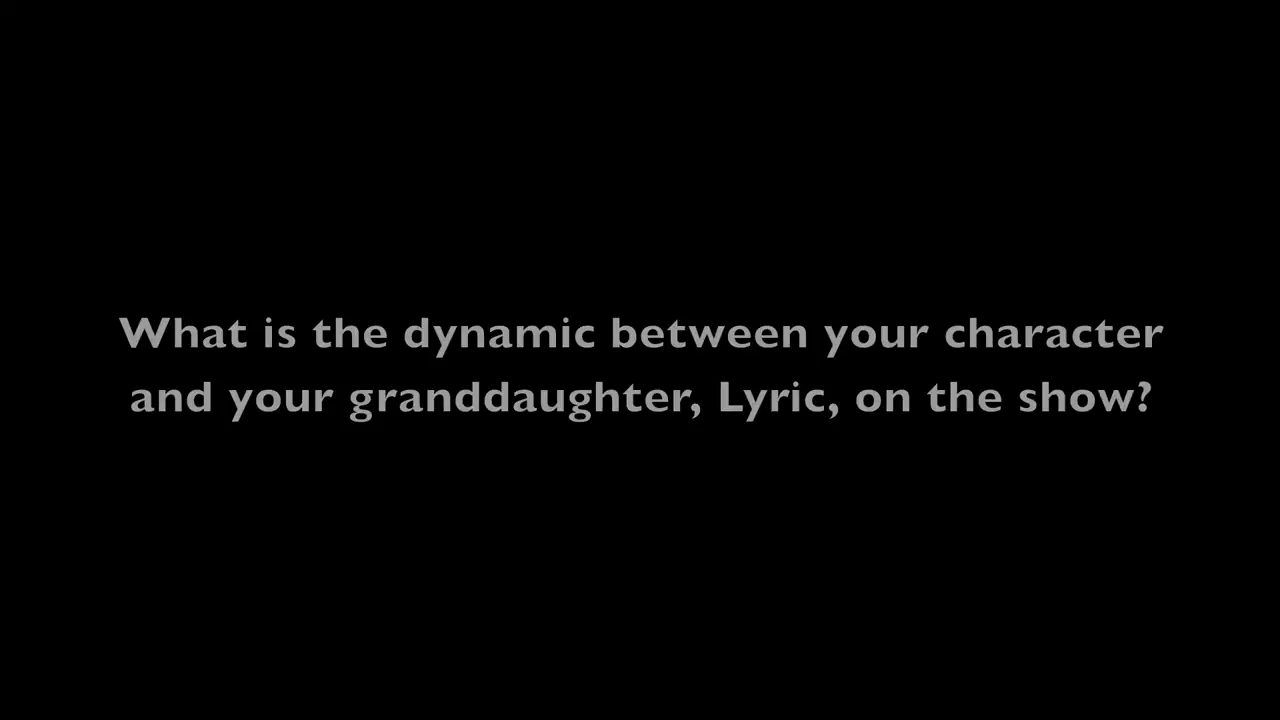 What is the dynamic between your character
and your granddaughter, Lyric, on the show?